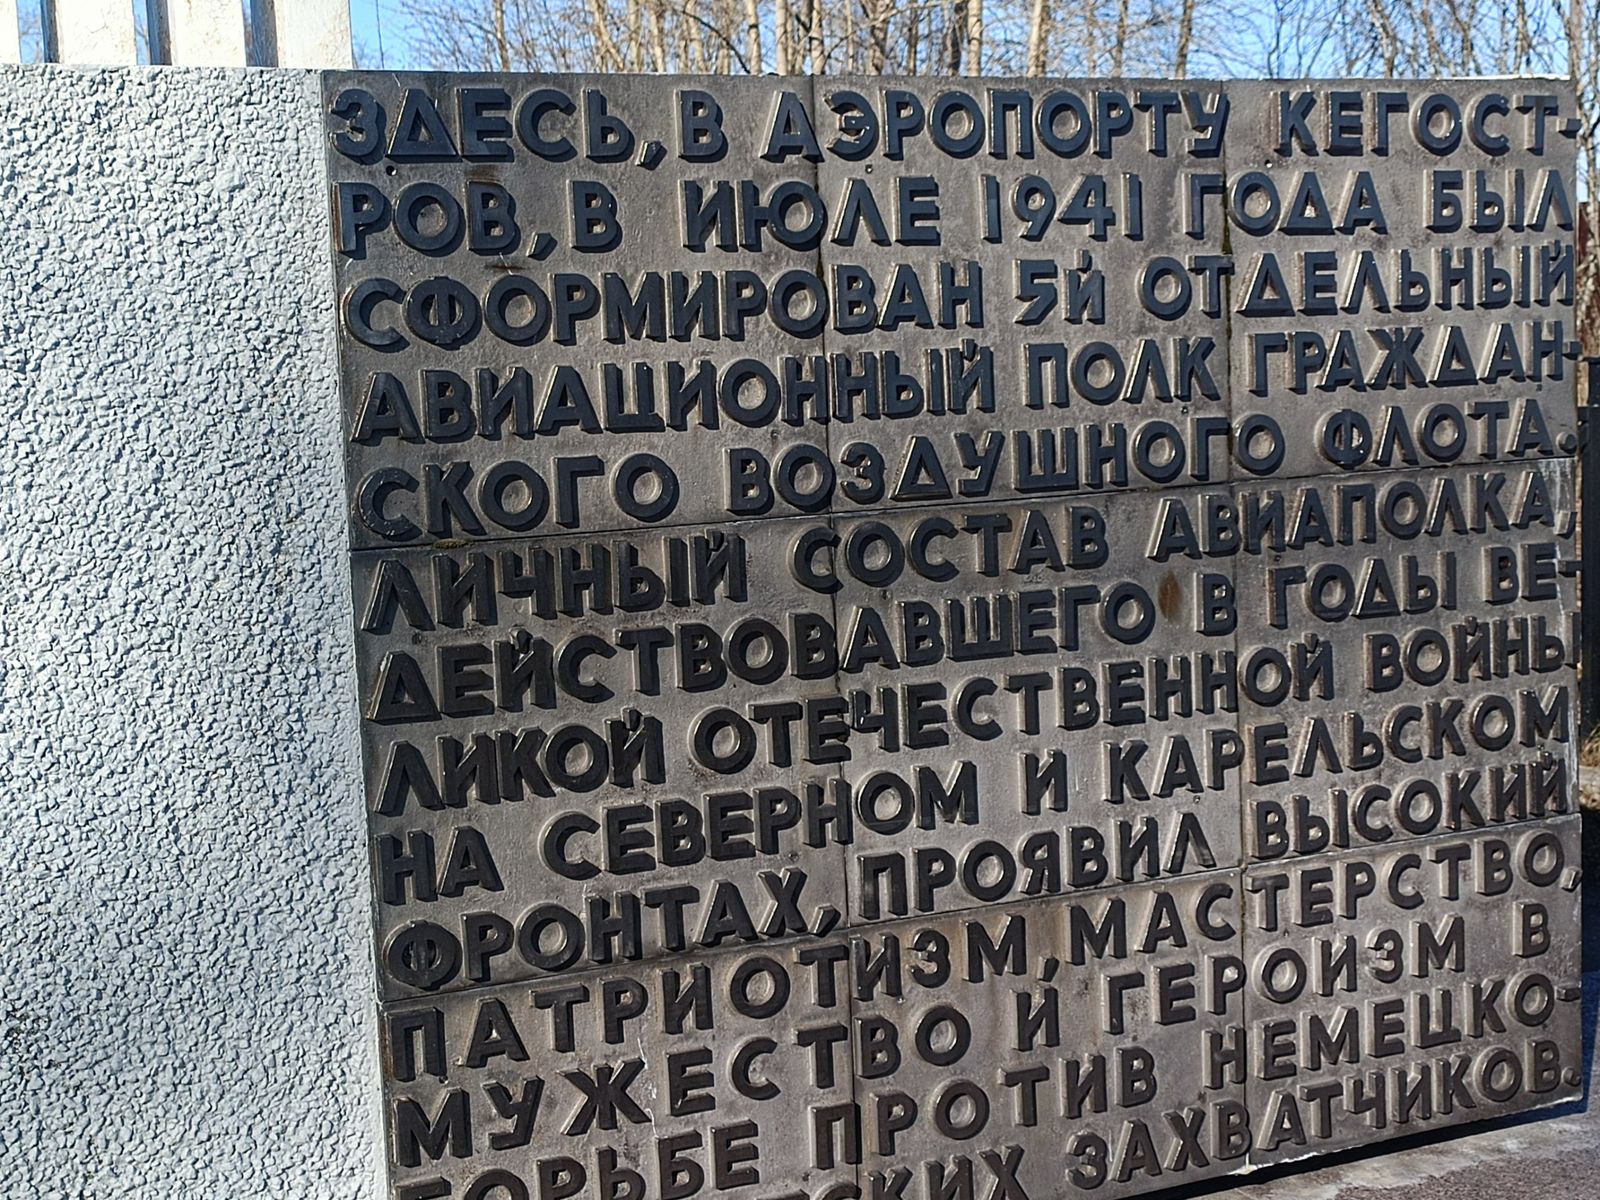 ЗДЕСЬ, В АЭРОПОРТУ КЕГОСТ-
РОВ, В ИЮЛЕ 1941 ГОДА БЫЛ
СФОРМИРОВАН 5Й ОТДЕЛЬНЫЙ
АВИАЦИОННЫЙ ПОЛК ГРАЖДАН-
СКОГО ВОЗДУШНОГО ФЛОТА.
ЛИЧНЫЙ СОСТАВ АВИАПОЛКА,
ДЕЙСТВОВАВШЕГО В ГОДЫ ВЕ-
ЛИКОЙ ОТЕЧЕСТВЕННОЙ ВОЙНЫ
НА СЕВЕРНОМ И КАРЕЛЬСКОМ
ФРОНТАХ, ПРОЯВИЛ ВЫСОКИЙ
ПАТРИОТИЗМ, МАСТЕРСТВО,
МУЖЕСТВО И ГЕРОИЗМ В
БОРЬБЕ ПРОТИВ НЕМЕЦКО-
ЗАХВАТЧИКОВ.